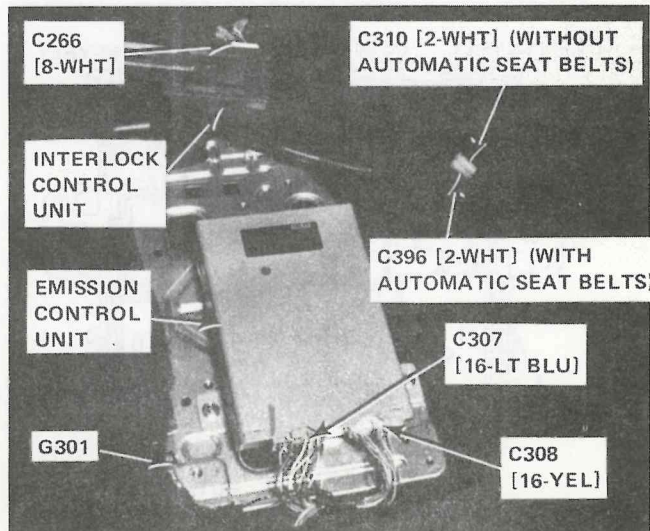 C266
[8-WHT]
C310 [2-WHT] (WITHOUT
AUTOMATIC SEAT BELTS)
INTERLOCK
CONTROL
UNIT
C396 [2-WHT] (WITH
AUTOMATIC SEAT BELTS)
EMISSION
CONTROL
UNIT
C307
[16-LT BLU]
G301
C308
[16-YEL]